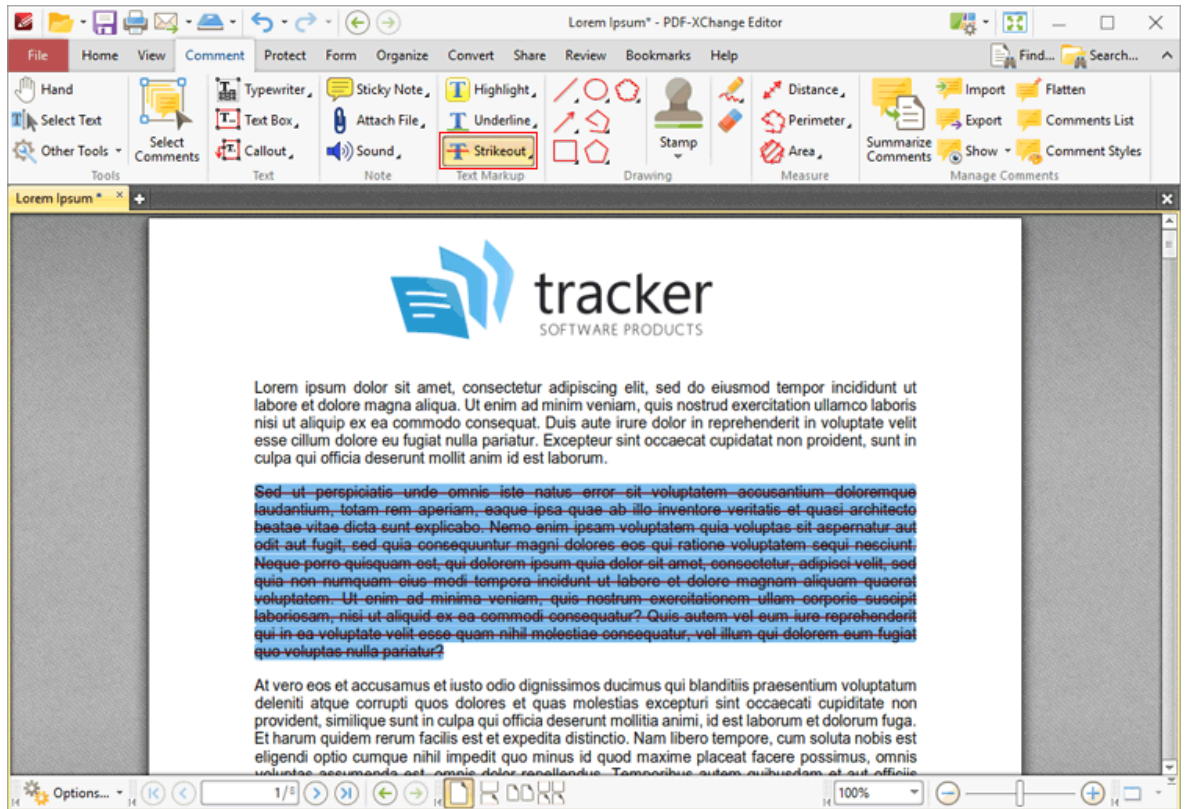 Lorem Ipsum* - PDF-XChange Editor
File Home View Comment Protect Form Organize Convert Share Review Bookmarks Help Find... Search...
Hand
Select Text
Other Tools
Select
Comments
Tools
Typewriter
Text Box
Callout
Text
Sticky Note
Attach File
Sound
Note
T Highlight
T Underline
T Strikeout
Text Markup
Stamp
Drawing
Distance
Perimeter
Area
Measure
Summarize
Comments
Import
Export
Show
Flatten
Comments List
Comment Styles
Manage Comments
Lorem Ipsum *
tracker
SOFTWARE PRODUCTS
Lorem ipsum dolor sit amet, consectetur adipiscing elit, sed do eiusmod tempor incididunt ut
labore et dolore magna aliqua. Ut enim ad minim veniam, quis nostrud exercitation ullamco laboris
nisi ut aliquip ex ea commodo consequat. Duis aute irure dolor in reprehenderit in voluptate velit
esse cillum dolore eu fugiat nulla pariatur. Excepteur sint occaecat cupidatat non proident, sunt in
culpa qui officia deserunt mollit anim id est laborum.
Sed ut perspiciatis unde omnis iste natus error sit voluptatem accusantium doloremque
laudantium, totam rem aperiam, eaque ipsa quae ab illo inventore veritatis et quasi architecto
beatae vitae dicta sunt explicabo. Nemo enim ipsam voluptatem quia voluptas sit aspernatur aut
odit aut fugit, sed quia consequuntur magni dolores eos qui ratione voluptatem sequi nesciunt.
Neque porro quisquam est, qui dolorem ipsum quia dolor sit amet, consectetur, adipisci velit, sed
quia non numquam eius modi tempora incidunt ut labore et dolore magnam aliquam quaerat
voluptatem. Ut enim ad minima veniam, quis nostrum exercitationem ullam corporis suscipit
laboriosam, nisi ut aliquid ex ea commodi consequatur? Quis autem vel eum iure reprehenderit
qui in ea voluptate velit esse quam nihil molestiae consequatur, vel illum qui dolorem eum fugiat
quo voluptas nulla pariatur?
At vero eos et accusamus et iusto odio dignissimos ducimus qui blanditiis praesentium voluptatum
deleniti atque corrupti quos dolores et quas molestias excepturi sint occaecati cupiditate non
provident, similique sunt in culpa qui officia deserunt mollitia animi, id est laborum et dolorum fuga.
Et harum quidem rerum facilis est et expedita distinctio. Nam libero tempore, cum soluta nobis est
eligendi optio cumque nihil impedit quo minus id quod maxime placeat facere possimus, omnis
voluptas assumenda est, omnis dolor repellendus. Temporibus autem quibusdam et aut officiis
Options... 1/8 100%